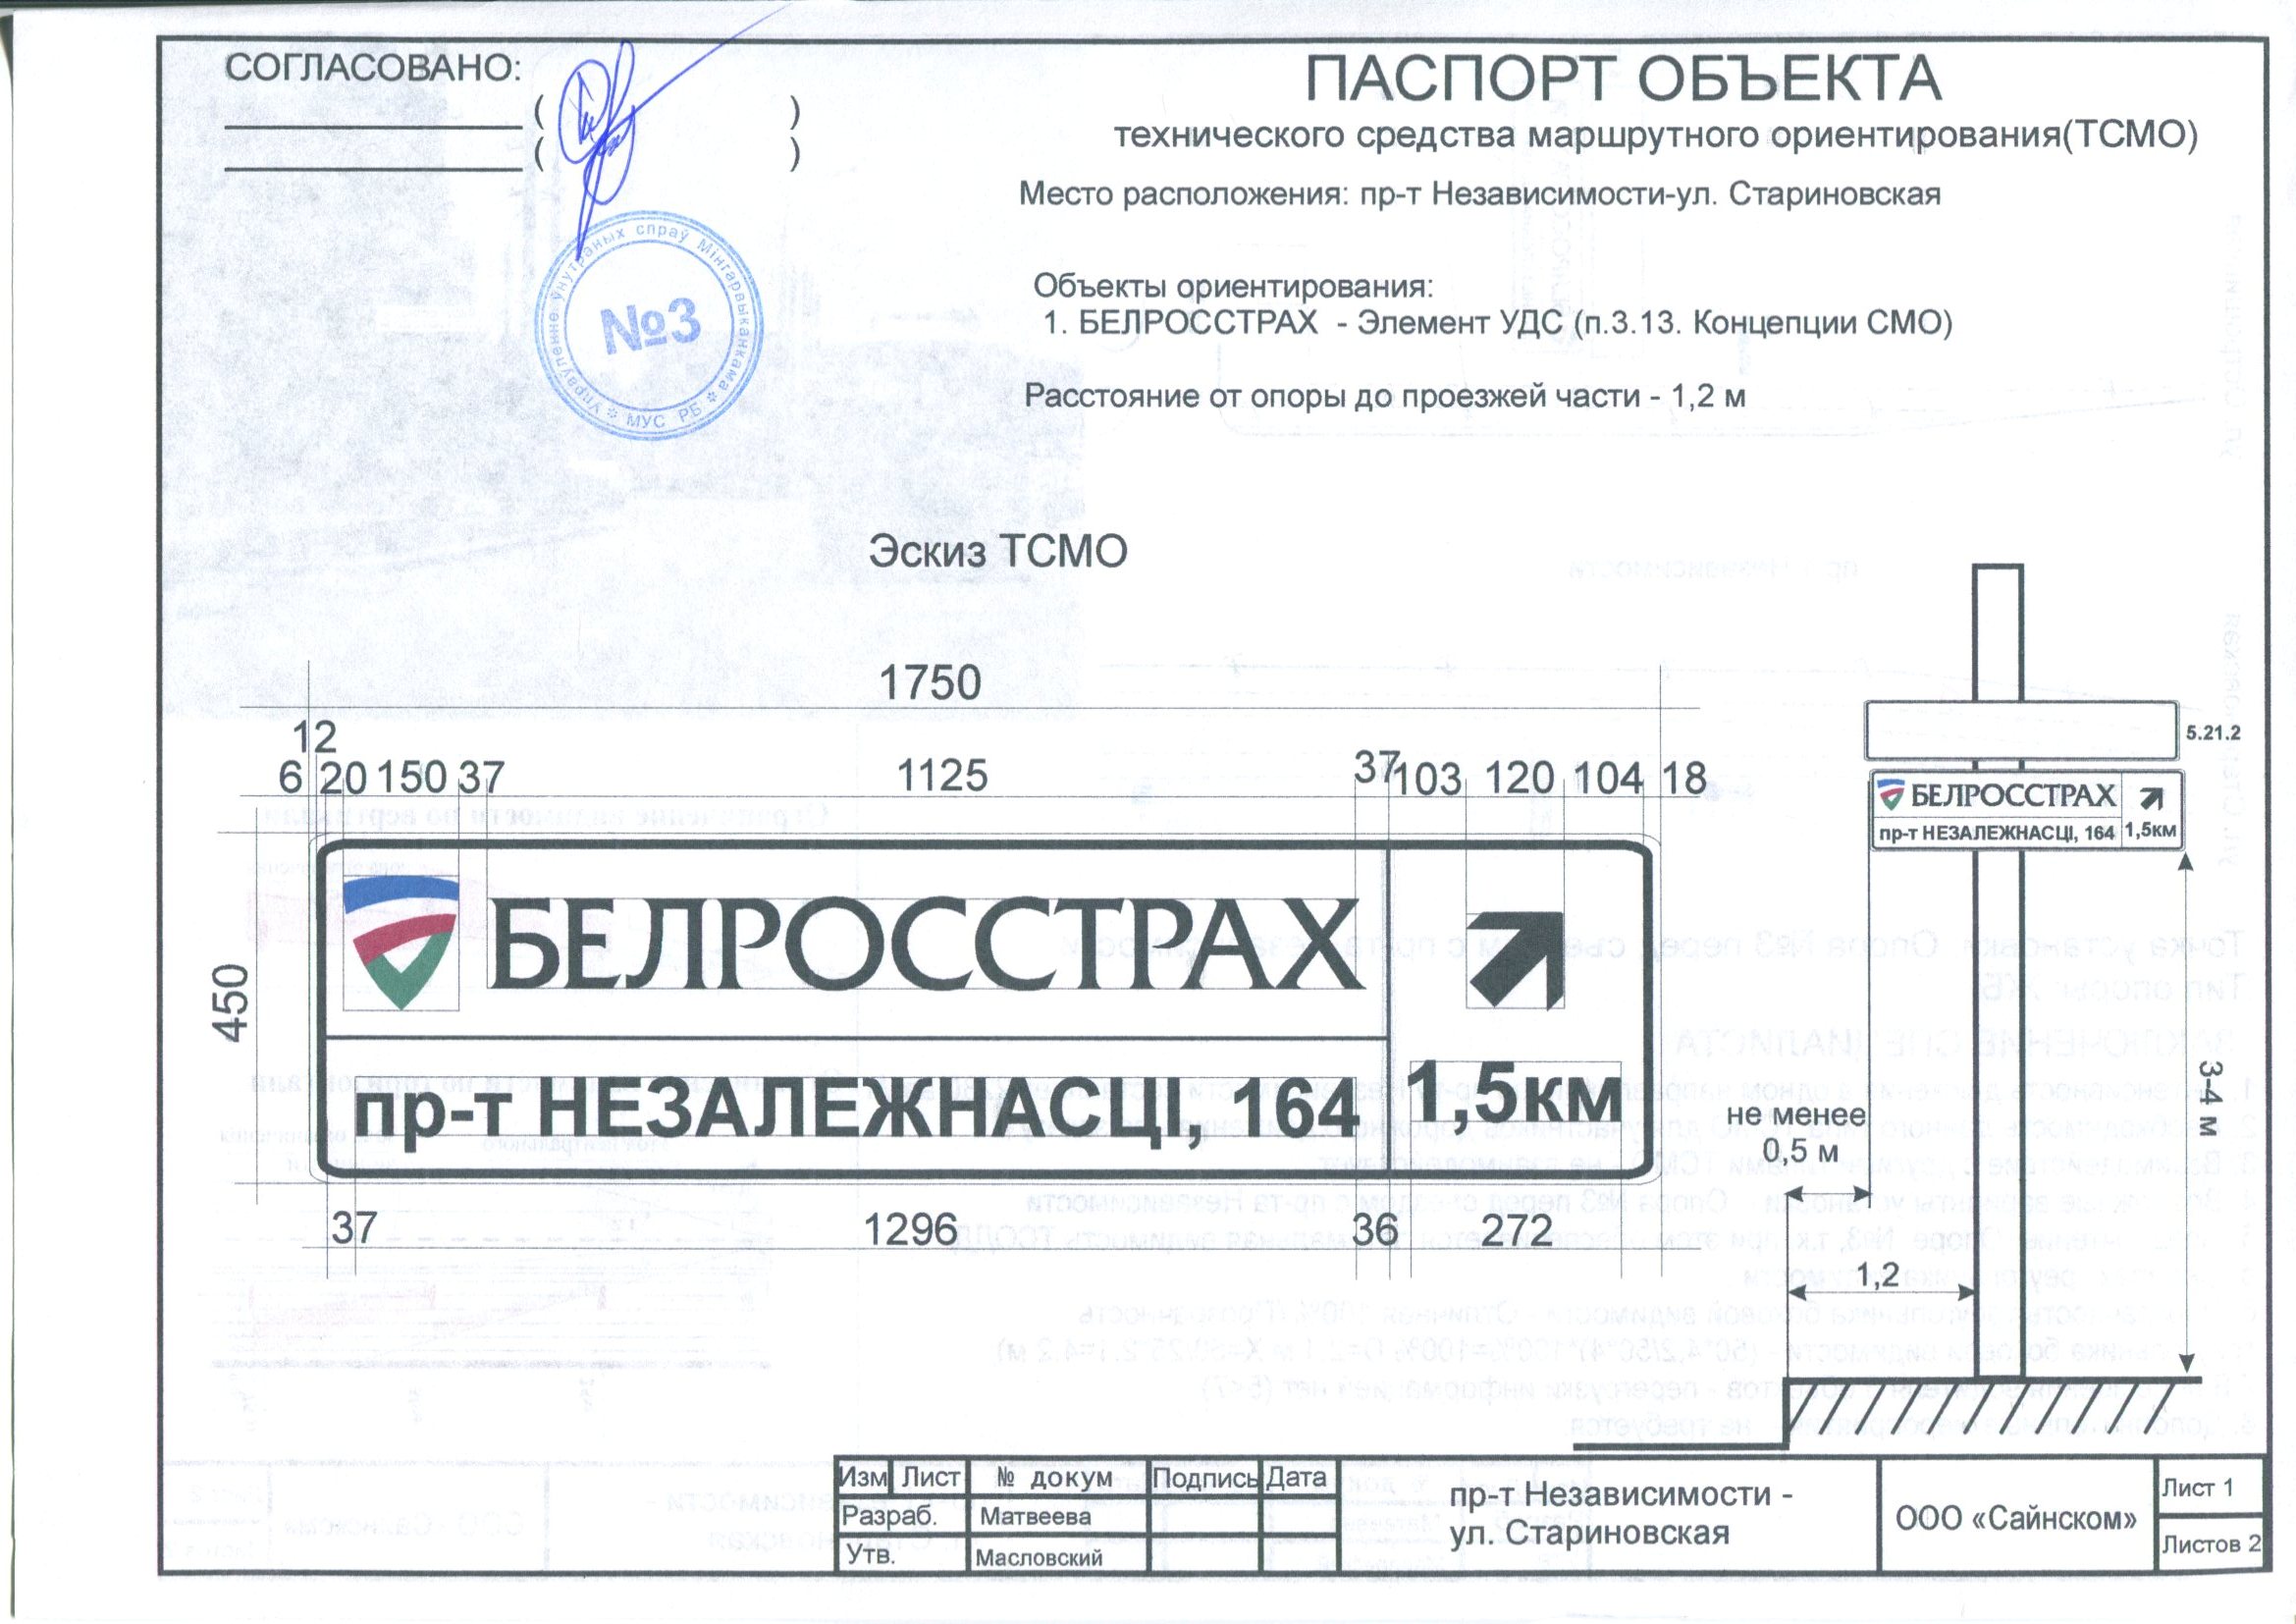 СОГЛАСОВАНО:
( )
( )
Упраўленне ўнутраных спраў Мінгарвыканкама
МУС РБ
№3
ПАСПОРТ ОБЪЕКТА
технического средства маршрутного ориентирования(ТСМО)
Место расположения: пр-т Независимости-ул. Стариновская
Объекты ориентирования:
1. БЕЛРОССТРАХ - Элемент УДС (п.3.13. Концепции СМО)
Расстояние от опоры до проезжей части - 1,2 м
Эскиз ТСМО
1750
12
6 20 150 37 1125 37 103 120 104 18
450
БЕЛРОССТРАХ
пр-т НЕЗАЛЕЖНАСЦІ, 164
1,5км
37 1296 36 272
5.21.2
БЕЛРОССТРАХ
пр-т НЕЗАЛЕЖНАСЦІ, 164 1,5км
3-4 м
не менее
0,5 м
1,2
Изм Лист № докум Подпись Дата
Разраб. Матвеева
Утв. Масловский
пр-т Независимости -
ул. Стариновская
ООО «Сайнском»
Лист 1
Листов 2